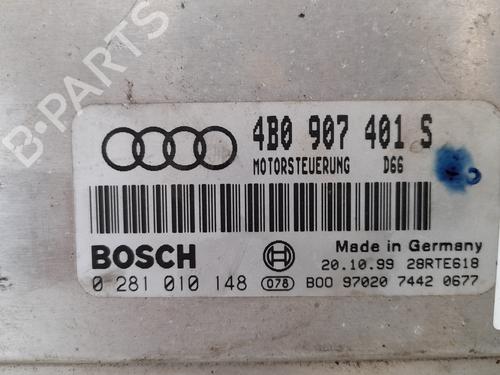 B-PARTS
4B0 907 401 S
MOTORSTEUERUNG D66
BOSCH
Made in Germany
20.10.99 28RTE618
0 281 010 148 078 B00 97020 7442 0677